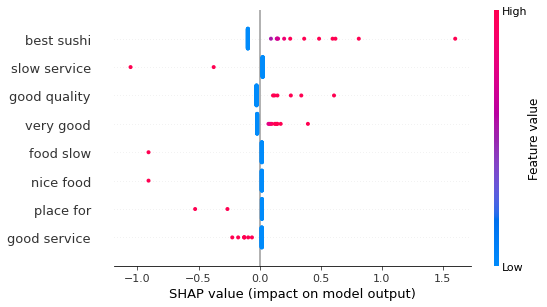 High
best sushi
slow service
good quality
very good
food slow
nice food
place for
good service
Feature value
Low
−1.0 −0.5 0.0 0.5 1.0 1.5
SHAP value (impact on model output)